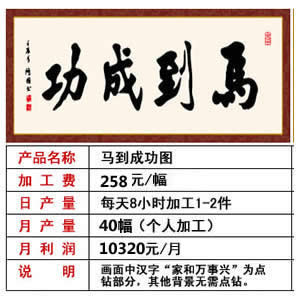 馬到成功
产品名称 马到成功图
加工费 258元/幅
日产量 每天8小时加工1-2件
月产量 40幅（个人加工）
月利润 10320元/月
说明 画面中汉字“家和万事兴”为点
钻部分，其他背景无需点钻。